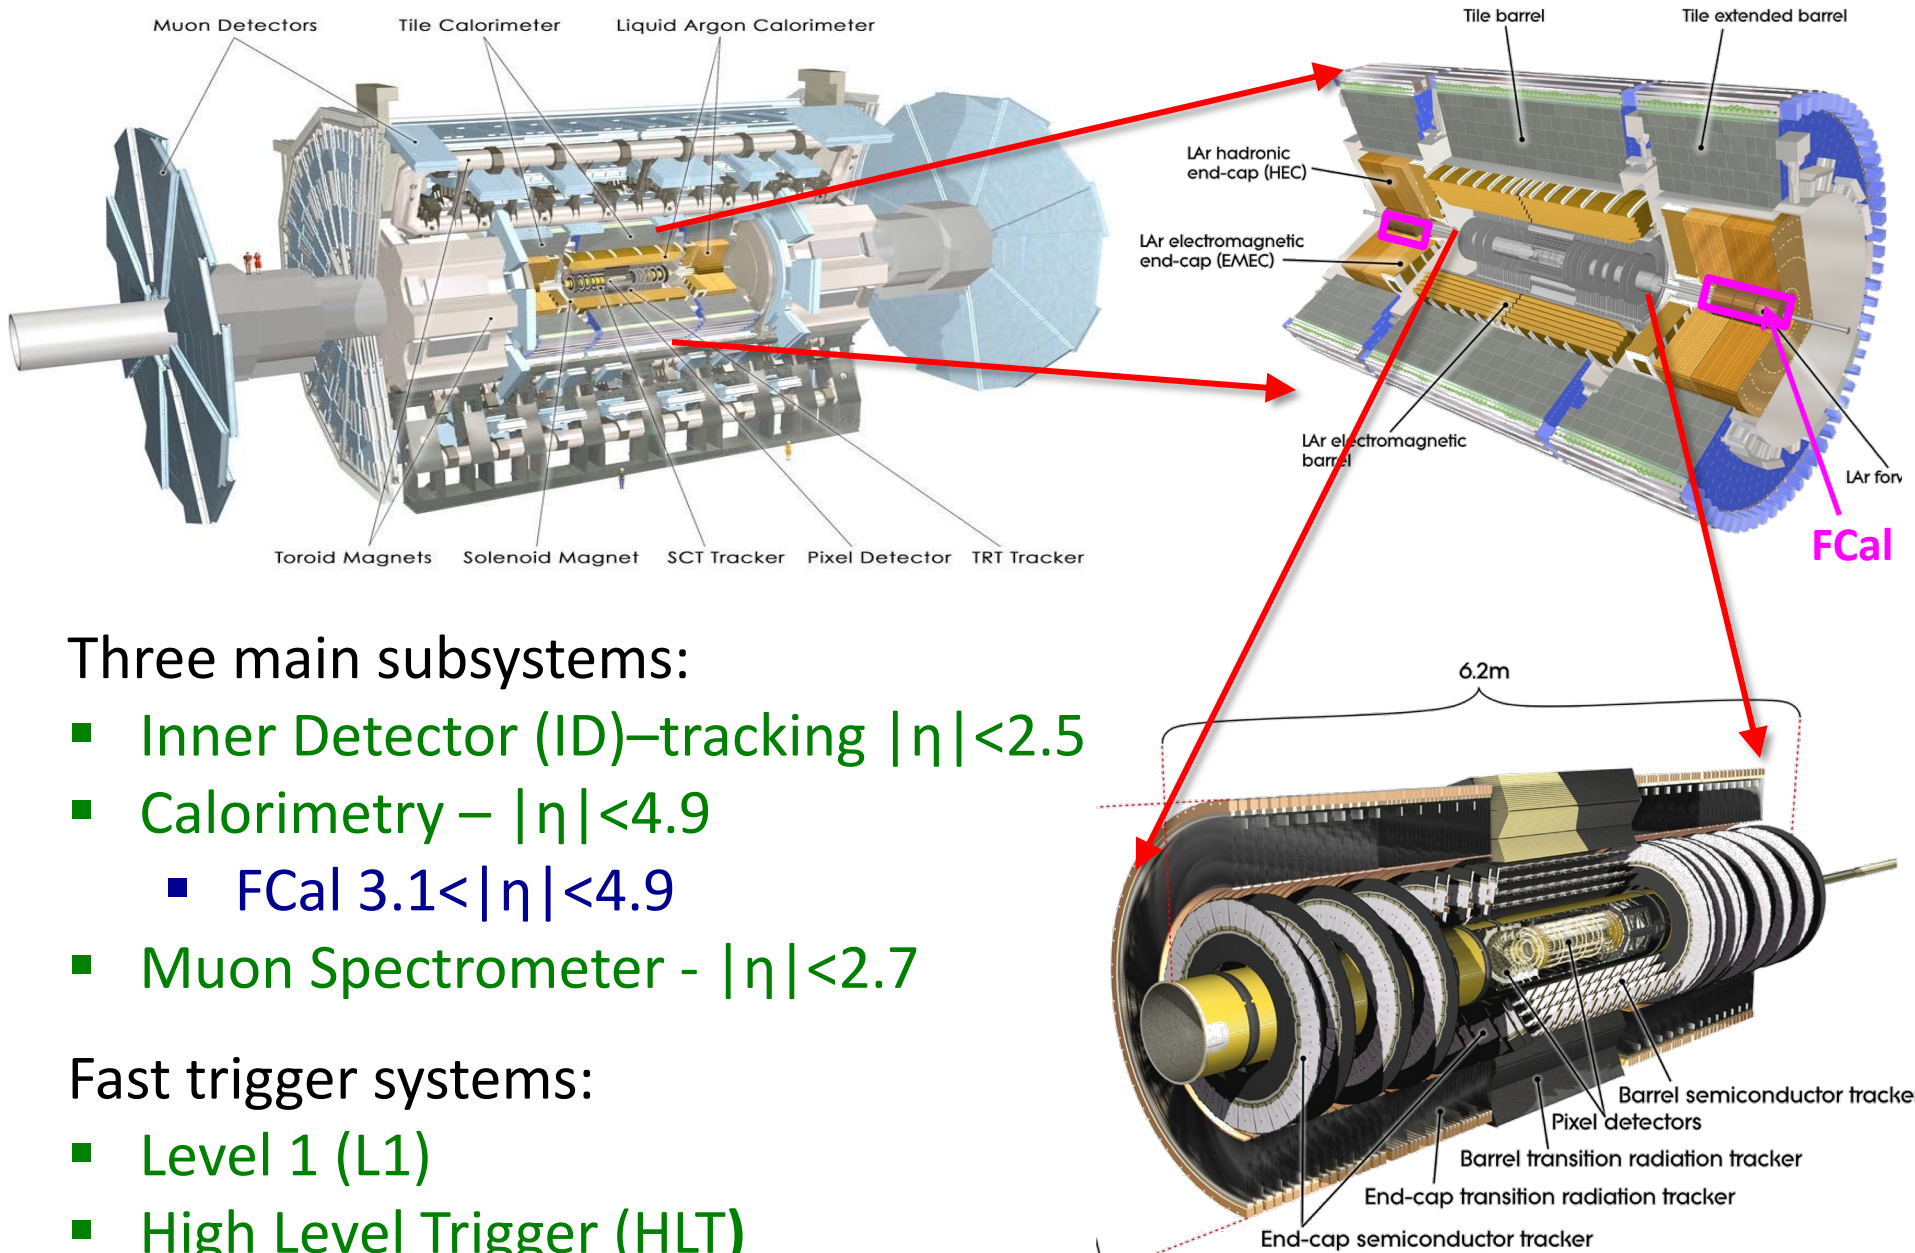 Muon Detectors
Tile Calorimeter
Liquid Argon Calorimeter
Toroid Magnets
Solenoid Magnet
SCT Tracker
Pixel Detector
TRT Tracker
Tile barrel
Tile extended barrel
LAr hadronic
end-cap (HEC)
LAr electromagnetic
end-cap (EMEC)
LAr electromagnetic
barrel
LAr
FCal
Three main subsystems:
▪ Inner Detector (ID)–tracking |η|<2.5
▪ Calorimetry – |η|<4.9
▪ FCal 3.1<|η|<4.9
▪ Muon Spectrometer - |η|<2.7
Fast trigger systems:
▪ Level 1 (L1)
▪ High Level Trigger (HLT)
6.2m
Barrel semiconductor tracke
Pixel detectors
Barrel transition radiation tracker
End-cap transition radiation tracker
End-cap semiconductor tracker